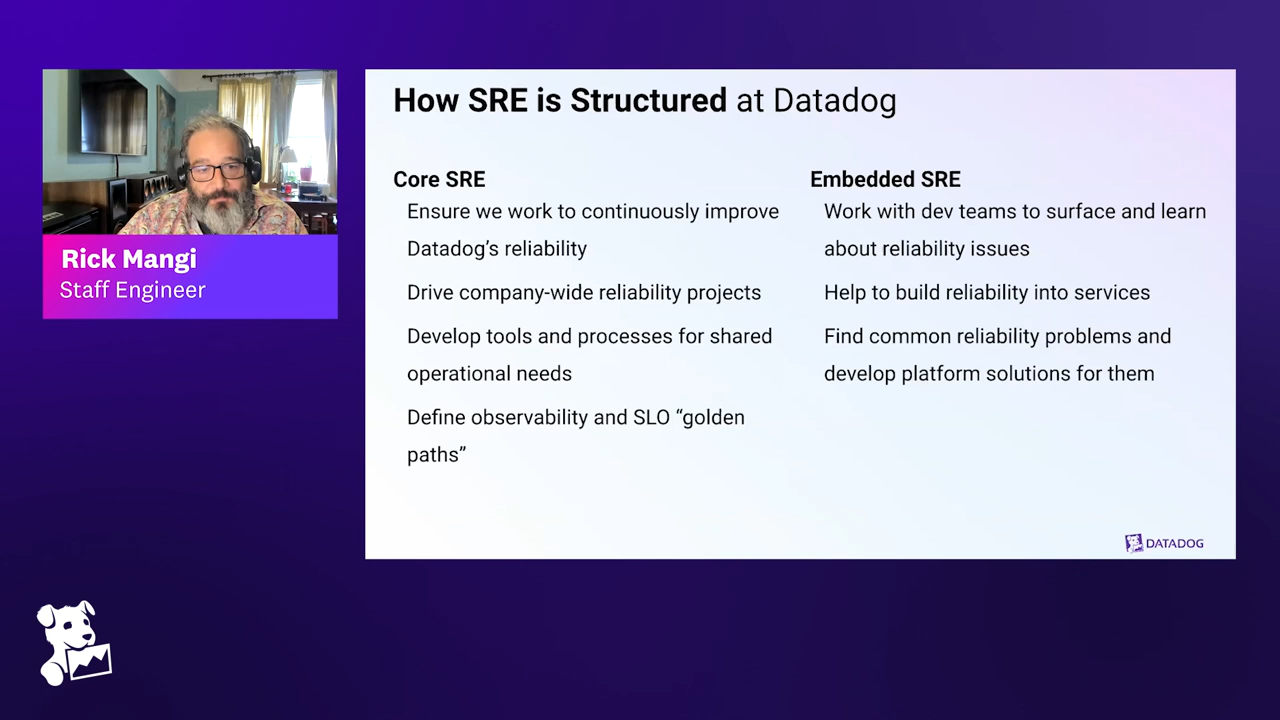 How SRE is Structured at Datadog
Rick Mangi
Staff Engineer
Core SRE
Ensure we work to continuously improve
Datadog’s reliability
Drive company-wide reliability projects
Develop tools and processes for shared
operational needs
Define observability and SLO “golden
paths”
Embedded SRE
Work with dev teams to surface and learn
about reliability issues
Help to build reliability into services
Find common reliability problems and
develop platform solutions for them
DATADOG